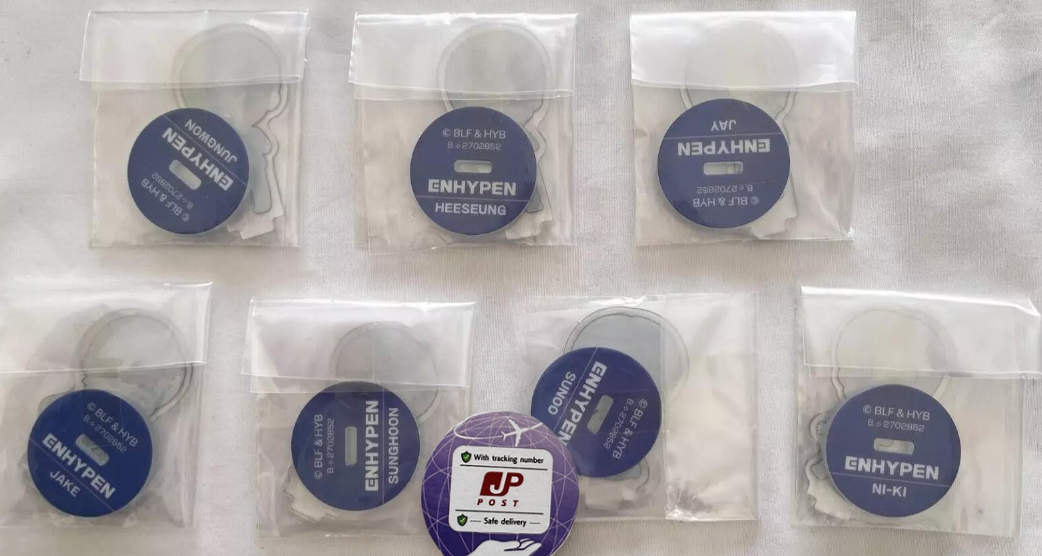 JUNGWON
ENHYPEN
B.♢2702852
© BLF & HYB
© BLF & HYB
B.♢2702852
ENHYPEN
HEESEUNG
JAY
ENHYPEN
B.♢2702852
© BLF & HYB
© BLF & HYB
B.♢2702852
ENHYPEN
JAKE
© BLF & HYB
B.♢2702852
ENHYPEN
SUNGHOON
SUNOO
ENHYPEN
B.♢2702852
© BLF & HYB
© BLF & HYB
B.♢2702852
ENHYPEN
NI-KI
With tracking number
JP
POST
Safe delivery